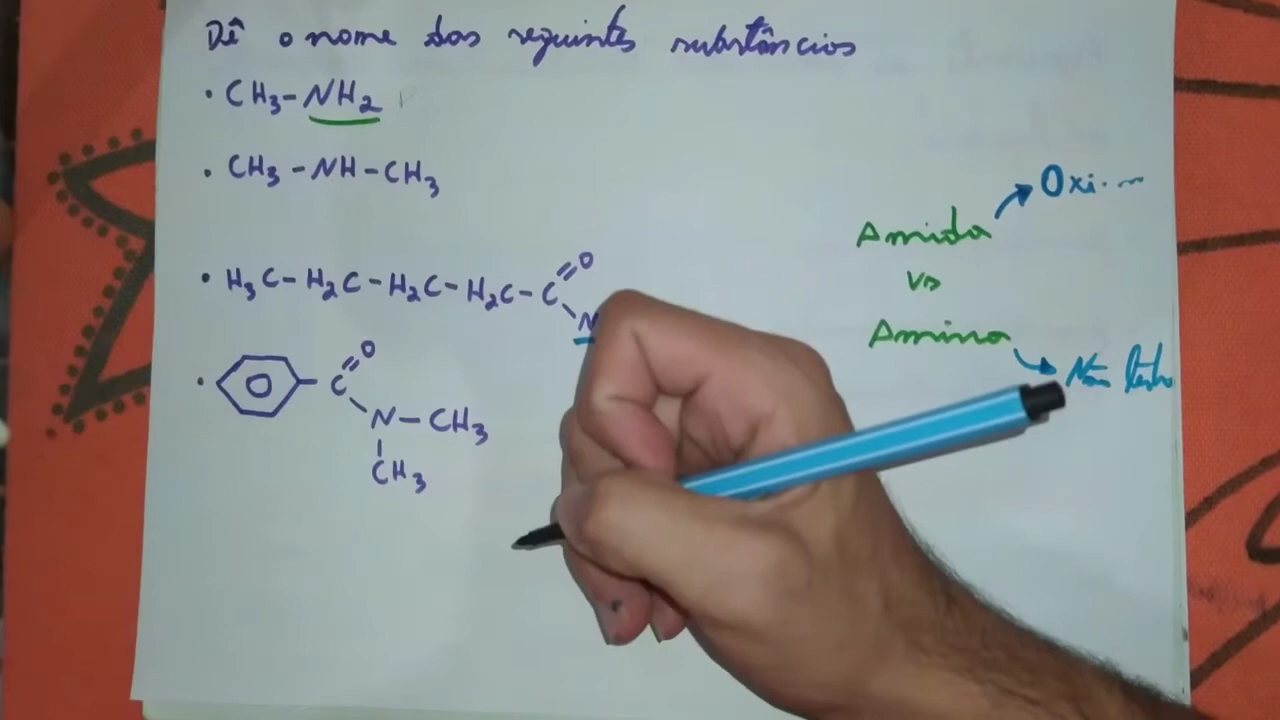 Dê o nome das seguintes substâncias
• CH3-NH2
• CH3-NH-CH3
• H3C-H2C-H2C-H2C-C
O
N
C
O
N-CH3
CH3
Oxi...
Amida
vs
Amina
Não